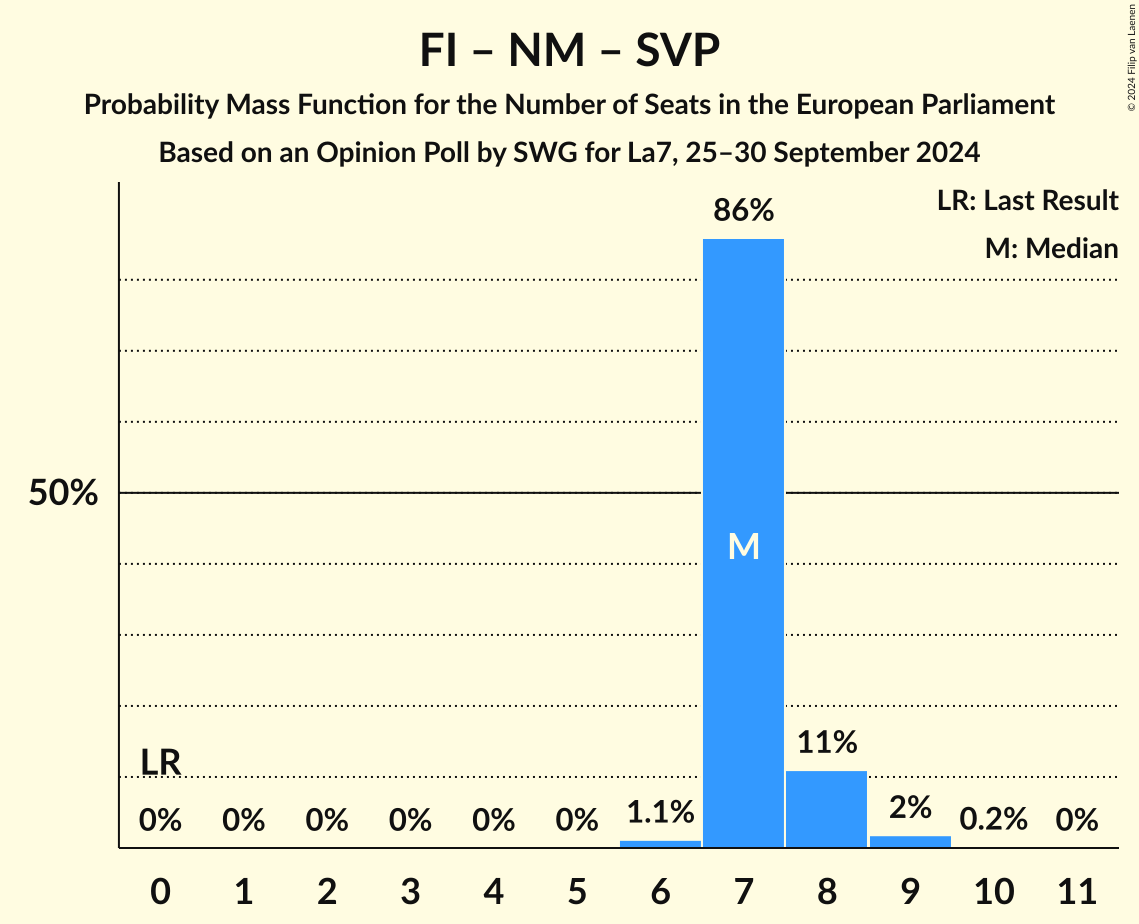 FI – NM – SVP
Probability Mass Function for the Number of Seats in the European Parliament
Based on an Opinion Poll by SWG for La7, 25–30 September 2024
© 2024 Filip van Laenen
LR: Last Result
M: Median
86%
50%
M
LR
11%
0% 0% 0% 0% 0% 0% 1.1% 2% 0.2% 0%
0 1 2 3 4 5 6 7 8 9 10 11